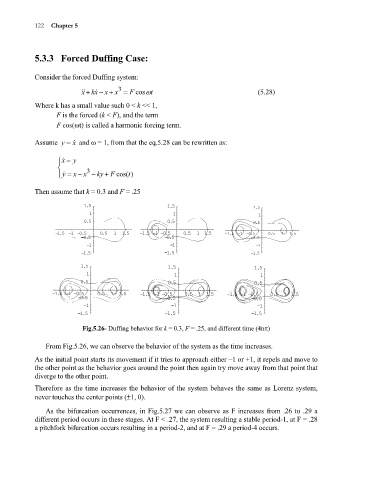 122    Chapter 5
5.3.3 Forced Duffing Case:
Consider the forced Duffing system:
ẍ + kẋ − x + x³ = F cos ωt    (5.28)
Where k has a small value such 0 < k << 1,
F is the forced (k < F), and the term
F cos(ωt) is called a harmonic forcing term.
Assume y = ẋ and ω = 1, from that the eq.5.28 can be rewritten as:
ẋ = y
ẏ = x − x³ − ky + F cos(t)
Then assume that k = 0.3 and F = .25
1.5 1.5 1.5
1 1 1
0.5 0.5 0.5
-1.5 -1 -0.5 0.5 1 1.5 -1.5 -1 -0.5 0.5 1 1.5 -1.5 -1 -0.5 0.5 1 1.5
-0.5 -0.5 -0.5
-1 -1 -1
-1.5 -1.5 -1.5
1.5 1.5 1.5
1 1 1
0.5 0.5 0.5
-1.5 -1 -0.5 0.5 1 1.5 -1.5 -1 -0.5 0.5 1 1.5 -1.5 -1 -0.5 0.5 1 1.5
-0.5 -0.5 -0.5
-1 -1 -1
-1.5 -1.5 -1.5
Fig.5.26- Duffing behavior for k = 0.3, F = .25, and different time (4nπ)
From Fig.5.26, we can observe the behavior of the system as the time increases.
As the initial point starts its movement if it tries to approach either −1 or +1, it repels and move to
the other point as the behavior goes around the point then again try move away from that point that
diverge to the other point.
Therefore as the time increases the behavior of the system behaves the same as Lorenz system,
never touches the center points (±1, 0).
As the bifurcation occurrences, in Fig.5.27 we can observe as F increases from .26 to .29 a
different period occurs in these stages. At F < .27, the system resulting a stable period-1, at F = .28
a pitchfork bifurcation occurs resulting in a period-2, and at F = .29 a period-4 occurs.